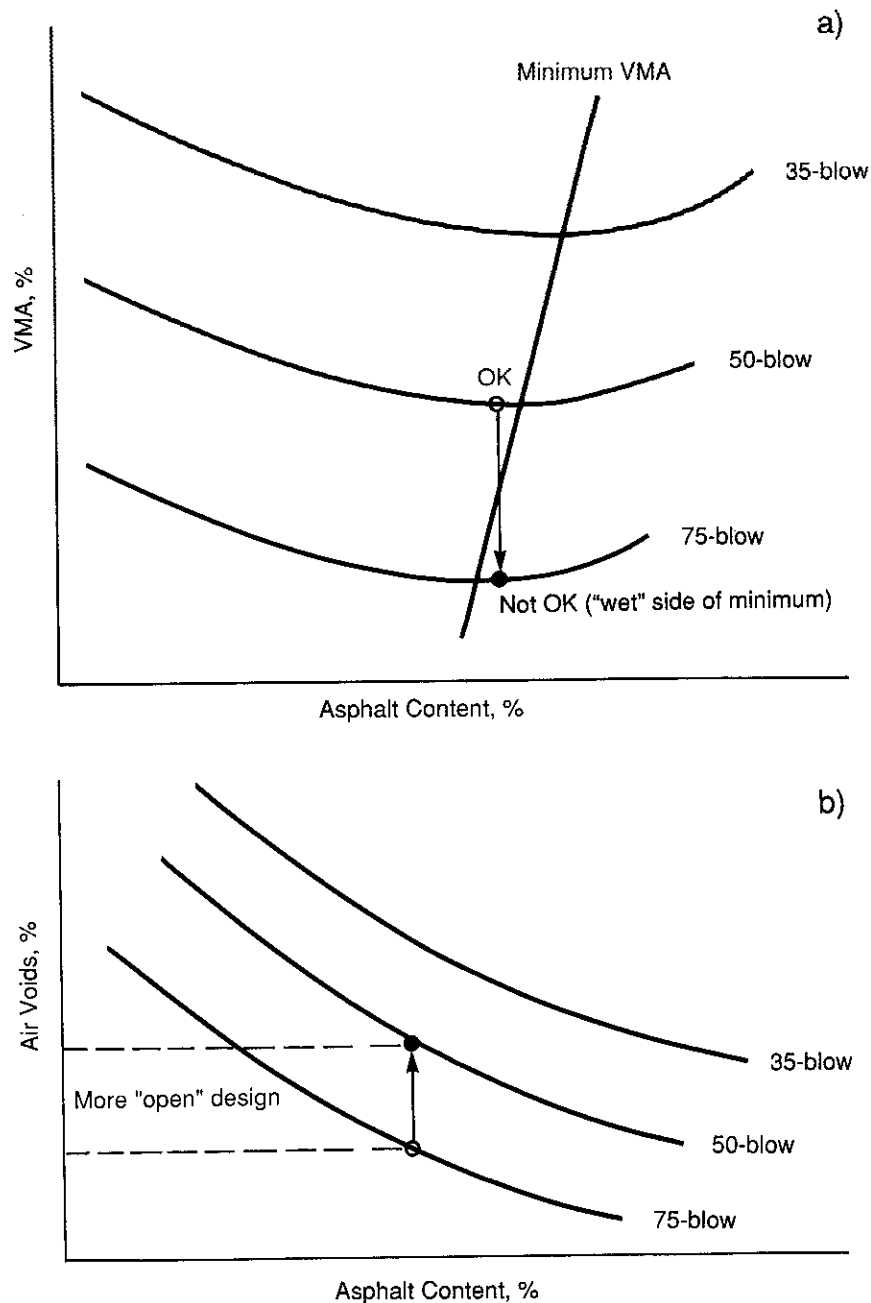 a)
Minimum VMA
35-blow
VMA, %
50-blow
OK
75-blow
Not OK (“wet” side of minimum)
Asphalt Content, %
b)
Air Voids, %
More "open" design
35-blow
50-blow
75-blow
Asphalt Content, %